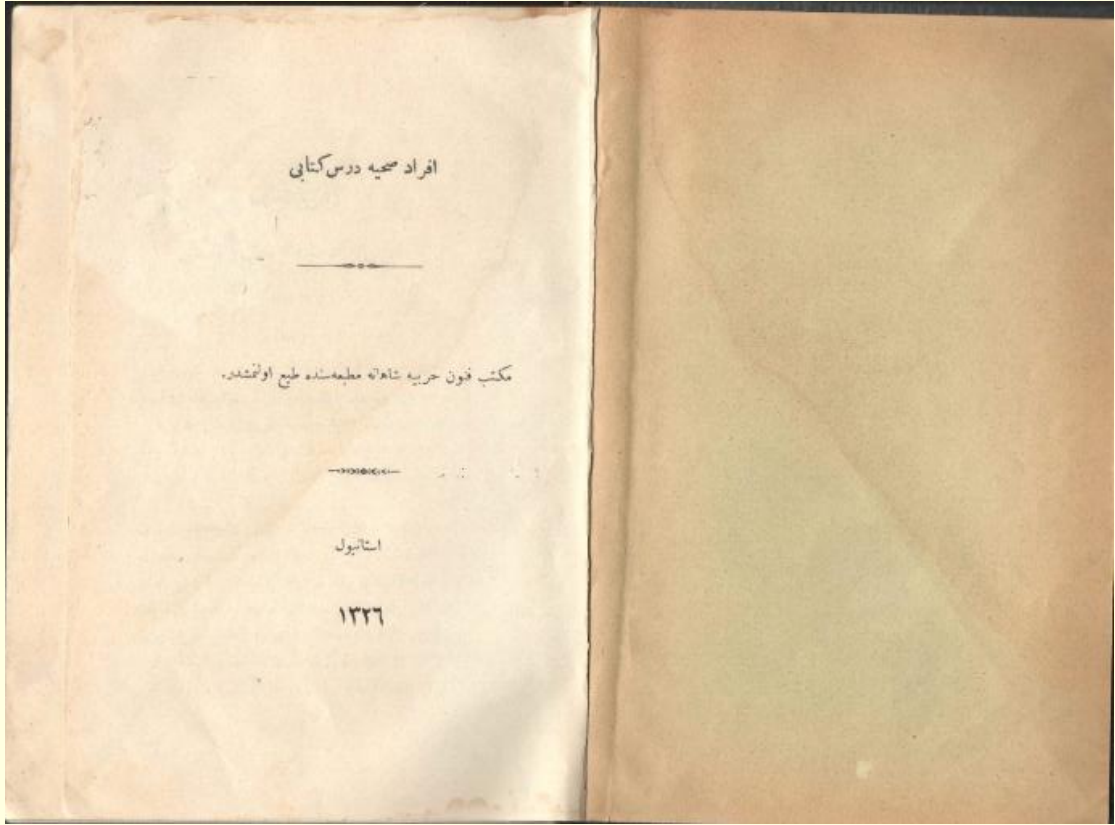 افراد صحیه درس کتابی
مکتب فنون حربیه شاهانه مطبعه‌سنده طبع اولنمشدر.
استانبول
١٣٢٦